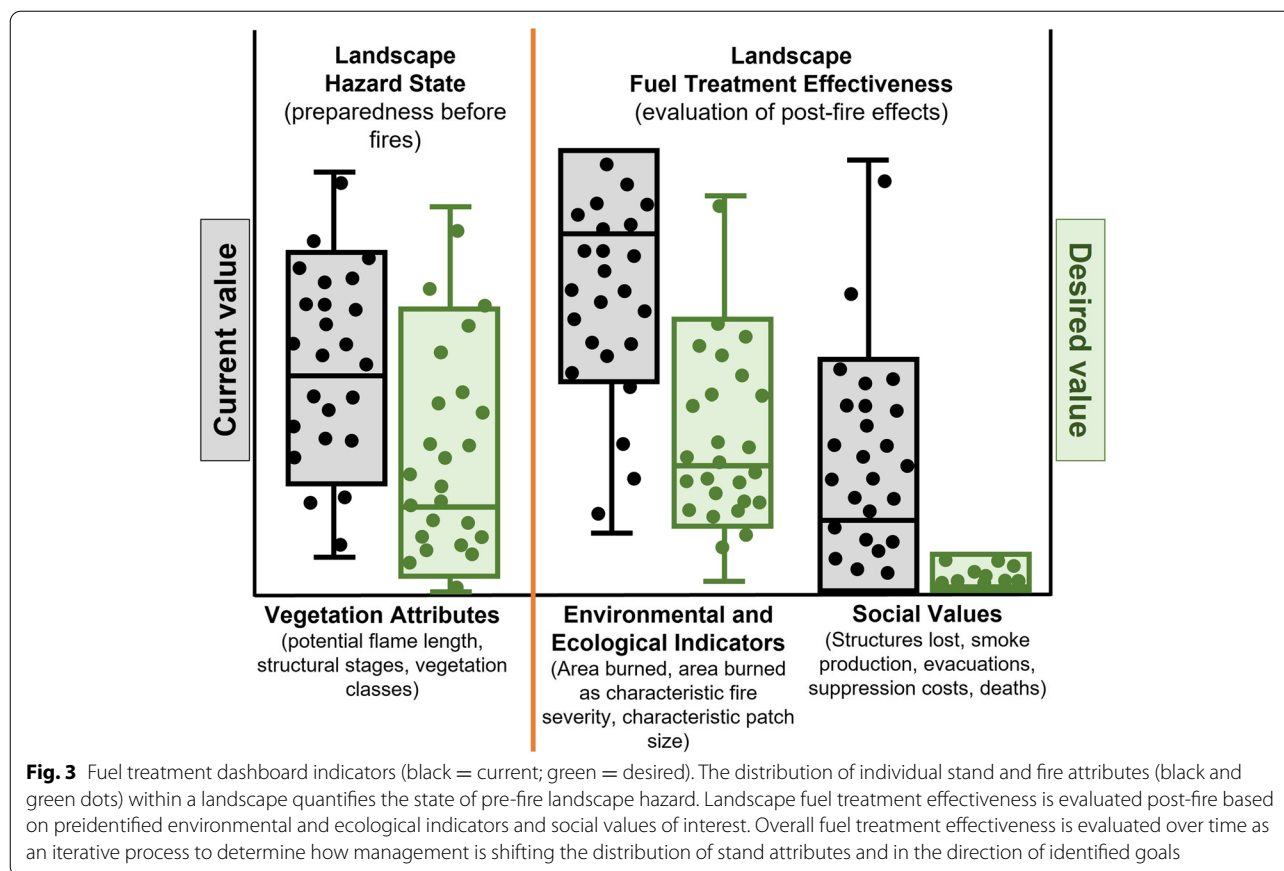 Landscape
Hazard State
(preparedness before
fires)
Landscape
Fuel Treatment Effectiveness
(evaluation of post-fire effects)
Current value
Desired value
Vegetation Attributes
(potential flame length,
structural stages, vegetation
classes)
Environmental and
Ecological Indicators
(Area burned, area burned
as characteristic fire
severity, characteristic patch
size)
Social Values
(Structures lost, smoke
production, evacuations,
suppression costs, deaths)
Fig. 3 Fuel treatment dashboard indicators (black = current; green = desired). The distribution of individual stand and fire attributes (black and
green dots) within a landscape quantifies the state of pre-fire landscape hazard. Landscape fuel treatment effectiveness is evaluated post-fire based
on preidentified environmental and ecological indicators and social values of interest. Overall fuel treatment effectiveness is evaluated over time as
an iterative process to determine how management is shifting the distribution of stand attributes and in the direction of identified goals